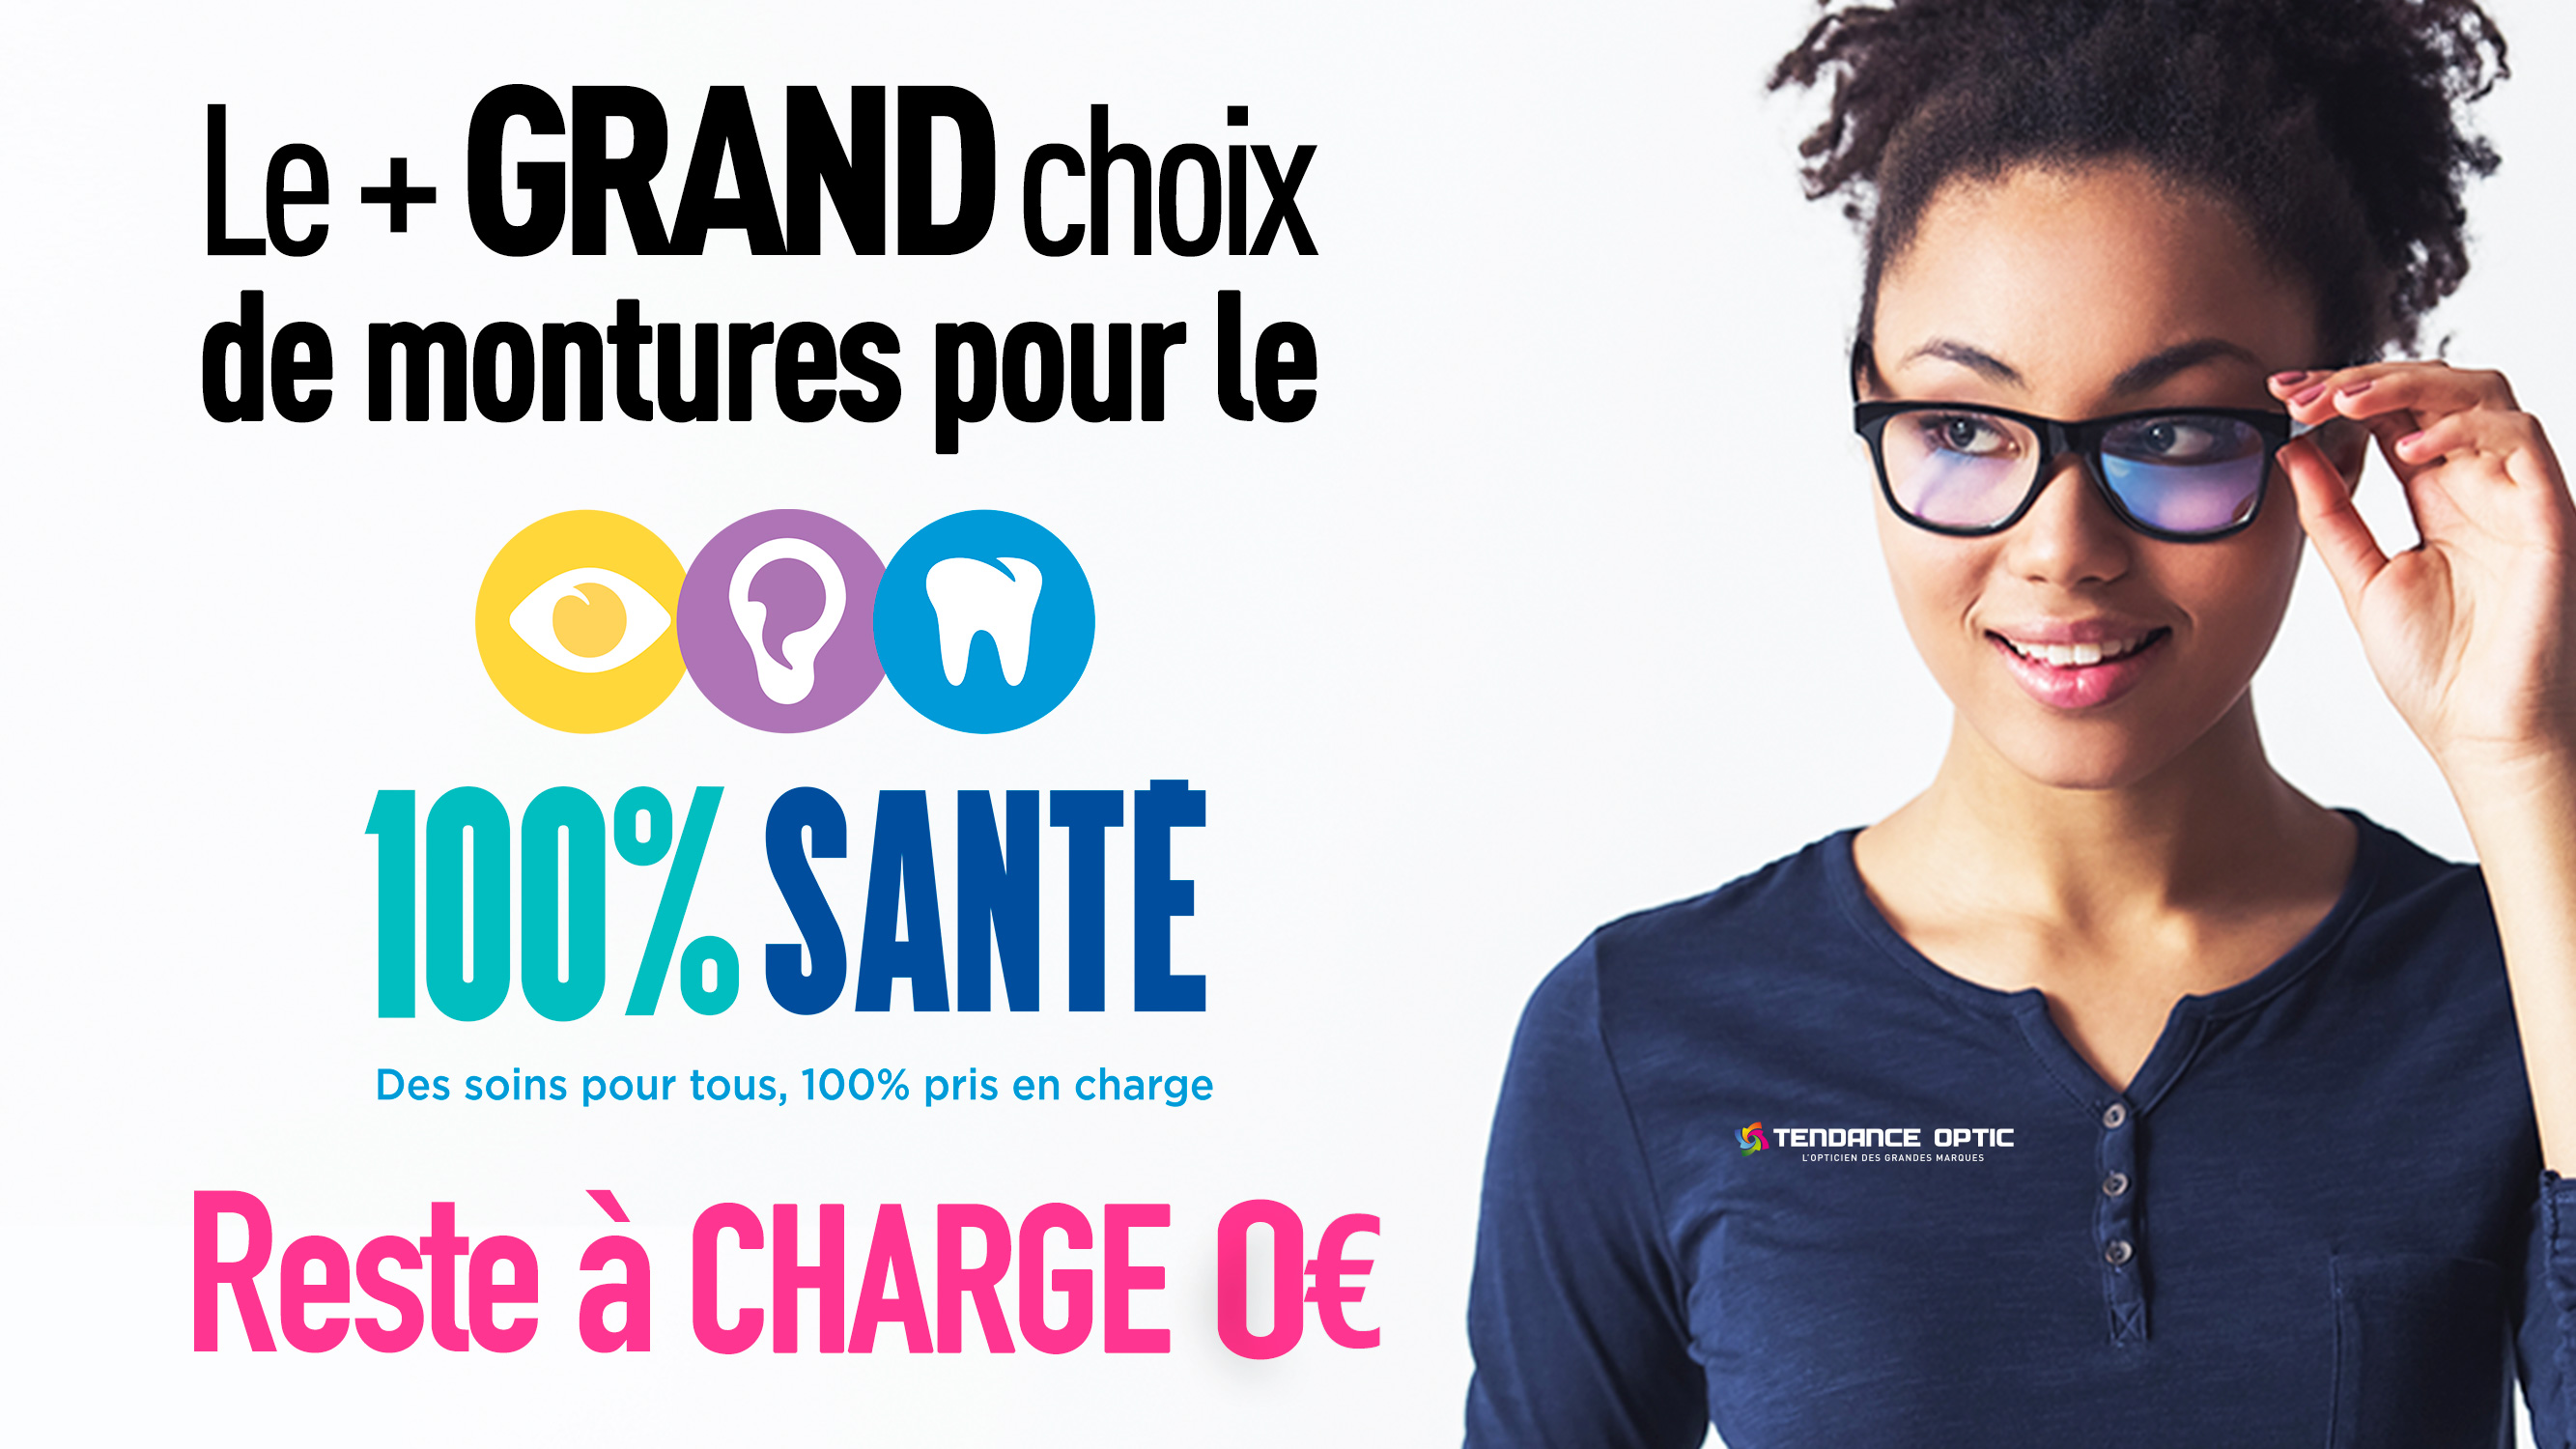 Le + GRAND choix
de montures pour le
100% SANTÉ
Des soins pour tous, 100% pris en charge
Reste à CHARGE 0€
TENDANCE OPTIC
L'OPTICIEN DES GRANDES MARQUES